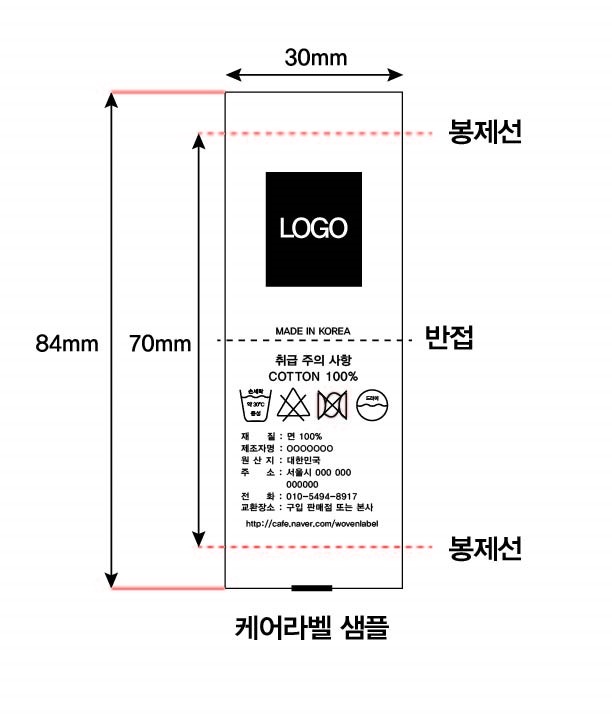 30mm
봉제선
LOGO
MADE IN KOREA
84mm
70mm
반접
취급 주의 사항
COTTON 100%
손세탁
약 30℃
중성
드라이
재 질 : 면 100%
제조자명 : OOOOOOO
원 산 지 : 대한민국
주 소 : 서울시 000 000
000000
전 화 : 010-5494-8917
교환장소 : 구입 판매점 또는 본사
http://cafe.naver.com/wovenlabel
봉제선
케어라벨 샘플